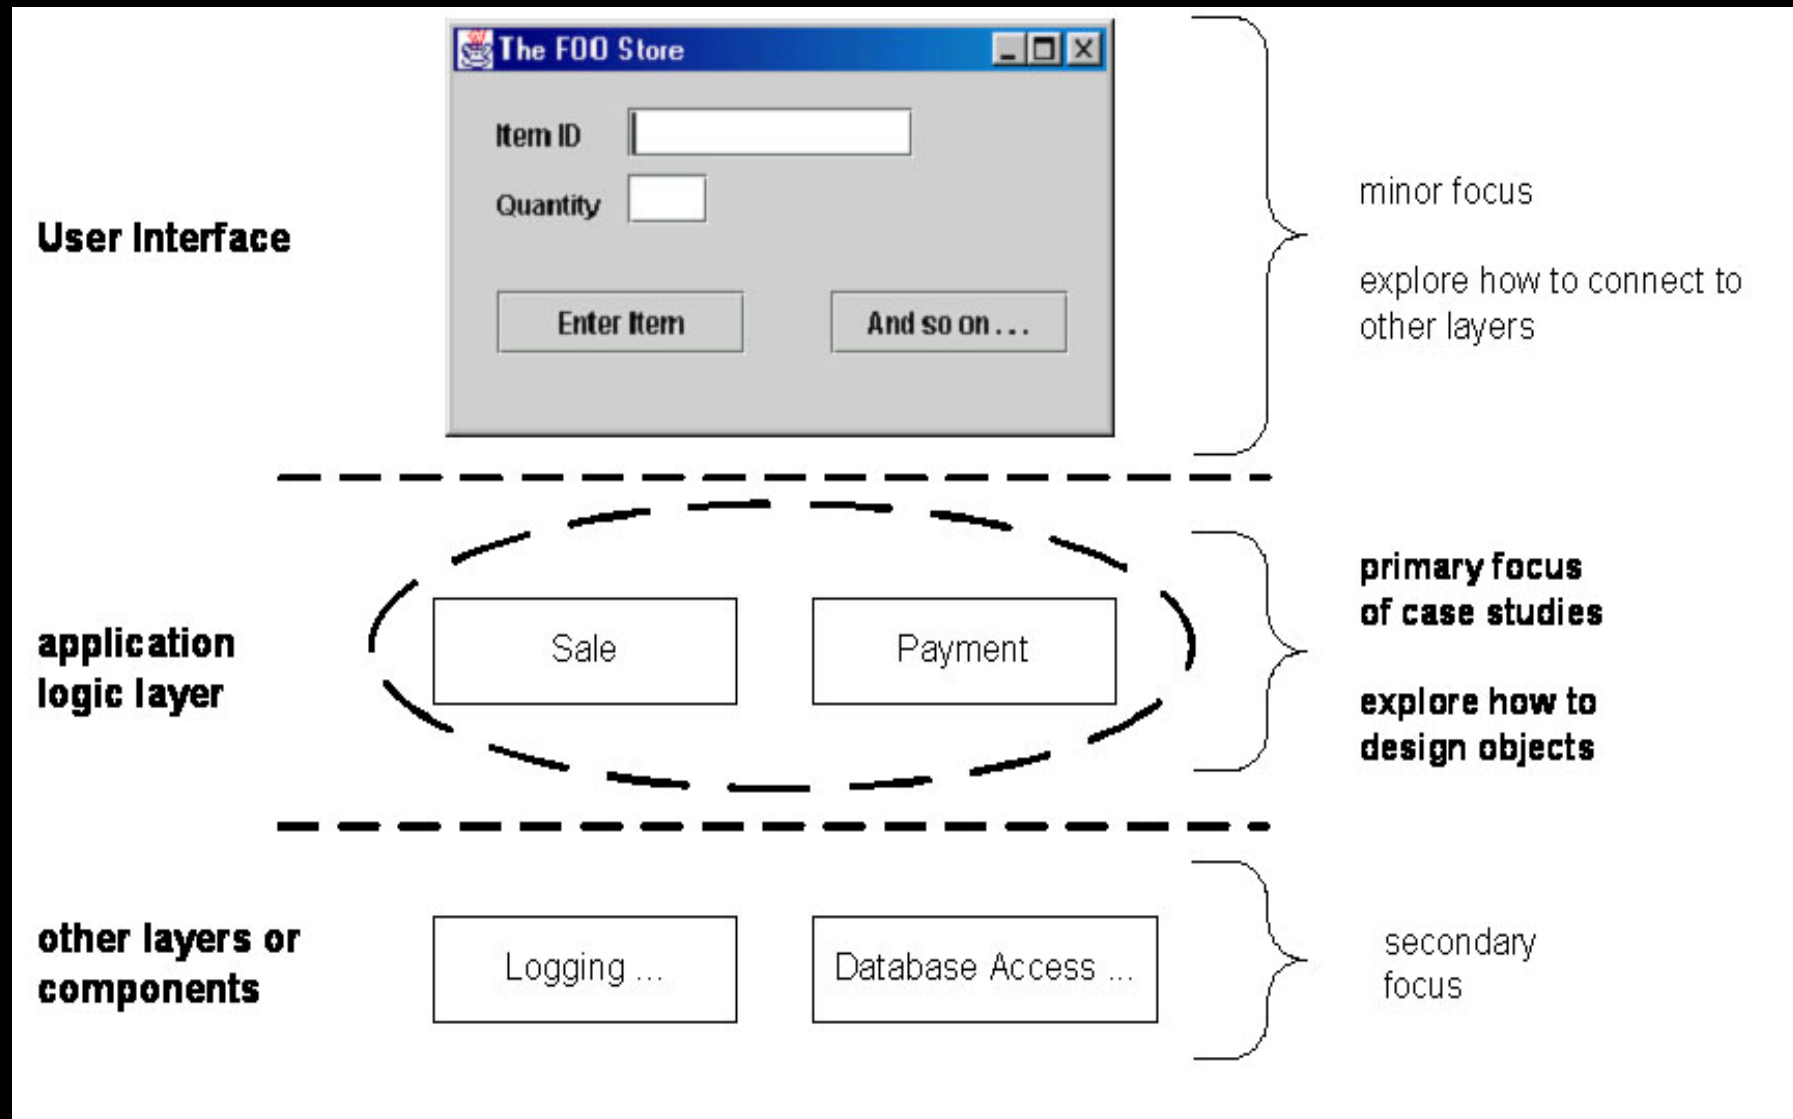 The FOO Store
Item ID
Quantity
Enter Item
And so on . . .
User Interface
minor focus
explore how to connect to
other layers
application
logic layer
Sale
Payment
primary focus
of case studies
explore how to
design objects
other layers or
components
Logging ...
Database Access ...
secondary
focus